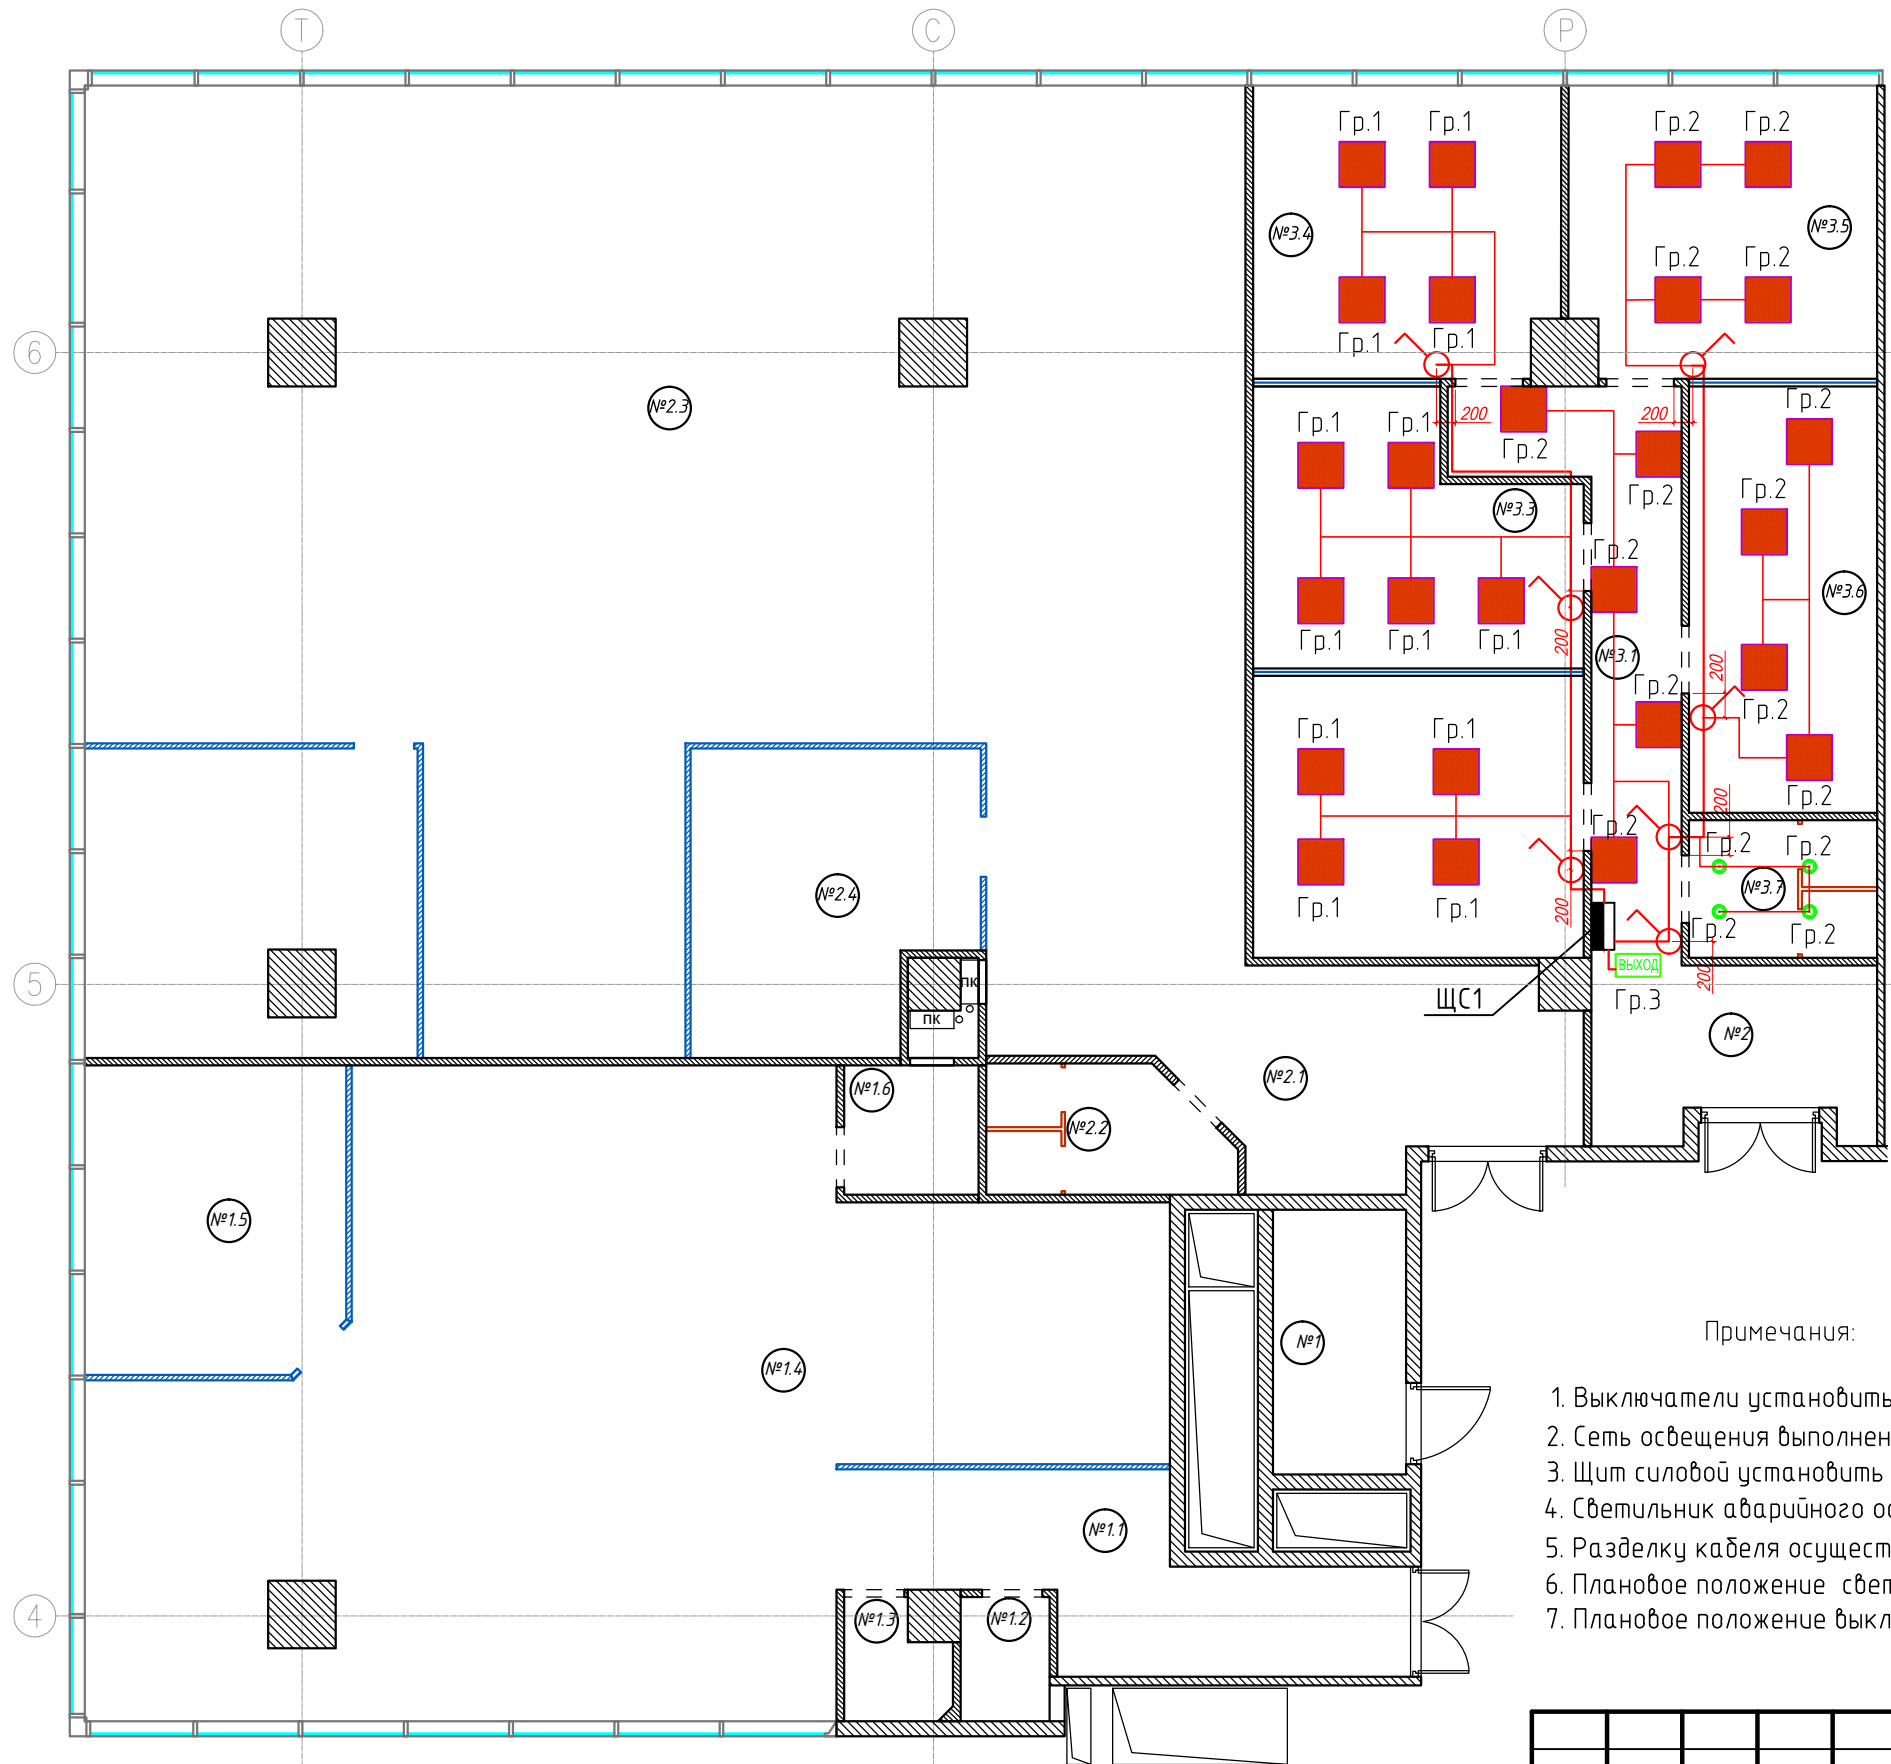 Т С Р
Гр.1 Гр.1 Гр.2 Гр.2
№3.4 №3.5
Гр.2 Гр.2
Гр.1 Гр.1
6
№2.3
200 200
Гр.1 Гр.1 Гр.2 Гр.2
Гр.2 Гр.2
№3.3
Гр.2
№3.6
Гр.1 Гр.1 Гр.1
200
№3.1
200
Гр.2 Гр.2
Гр.1 Гр.1
Гр.2
200
Гр.2 Гр.2 Гр.2
№2.4
№3.7
Гр.1 Гр.1
200
Гр.2 Гр.2
ВЫХОД
200
5
ПК
ПК
ЩС1
Гр.3
№2
№2.1
№1.6
№2.2
№1.5
№1
№1.4
Примечания:
1. Выключатели установить
2. Сеть освещения выполнен
3. Щит силовой установить
4. Светильник аварийного ос
5. Разделку кабеля осущест
6. Плановое положение свет
7. Плановое положение выкл
№1.1
4
№1.3 №1.2